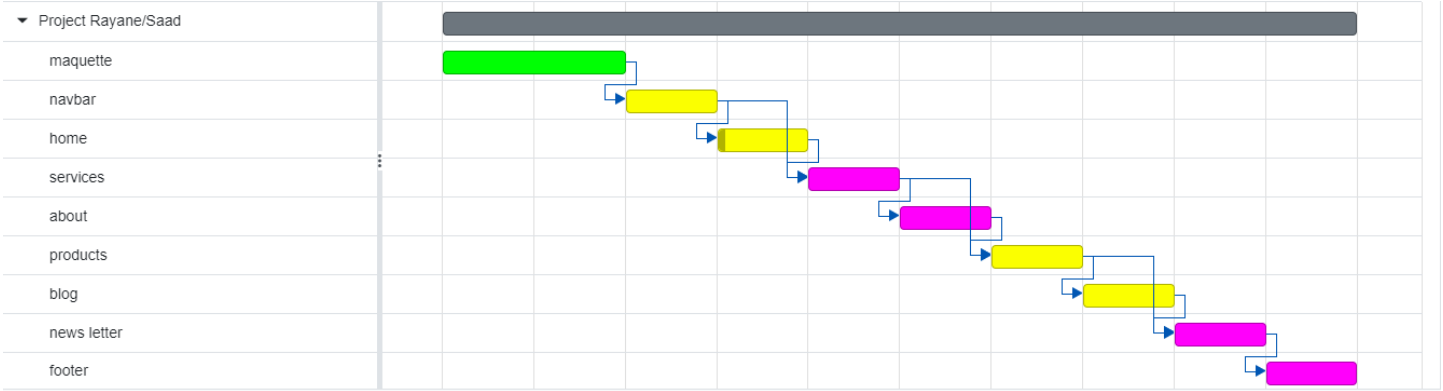 Project Rayane/Saad
maquette
navbar
home
services
about
products
blog
news letter
footer